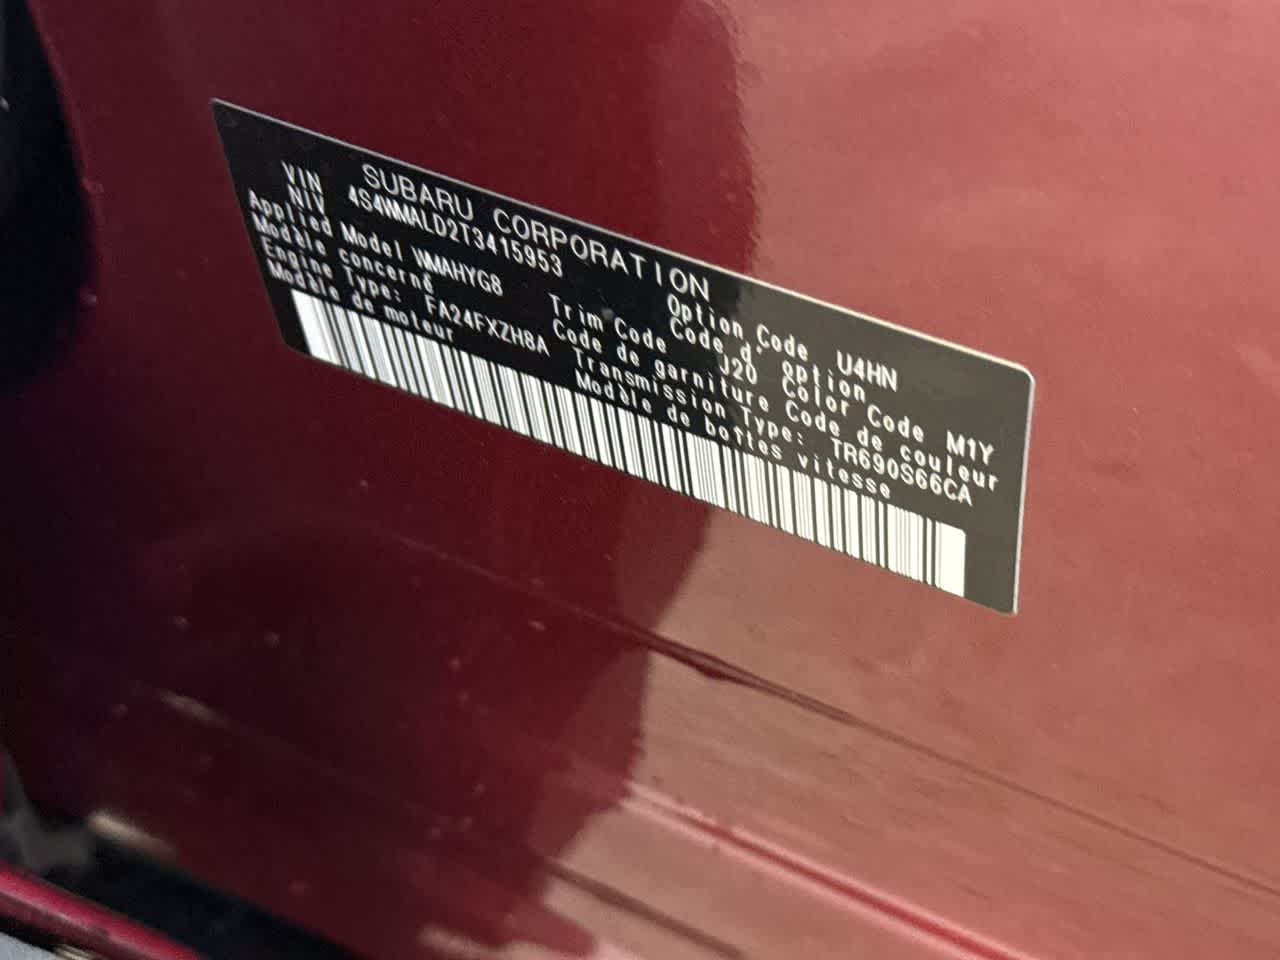 SUBARU CORPORATION
VIN
NIV 4S4WMALD2T3415953
Applied Model WMAHYG8 Option Code U4HN
Modèle concerné Code d' option
Trim Code J20 Color Code M1Y
Code de garniture Code de couleur
Engine Type: FA24FXZH8A Transmission Type: TR690S66CA
Modèle de moteur Modèle de bottes vitesse